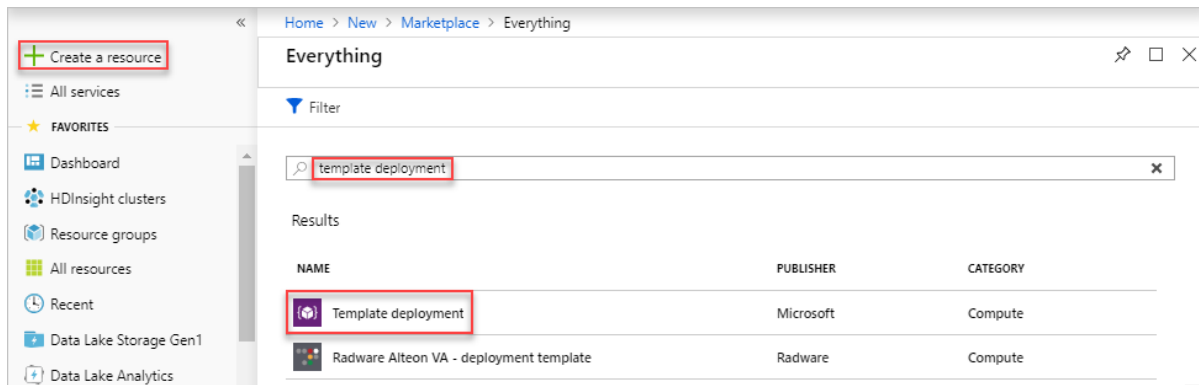 «
Create a resource
All services
FAVORITES
Dashboard
HDInsight clusters
Resource groups
All resources
Recent
Data Lake Storage Gen1
Data Lake Analytics
Home > New > Marketplace > Everything
Everything
Filter
template deployment
Results
NAME PUBLISHER CATEGORY
Template deployment Microsoft Compute
Radware Alteon VA - deployment template Radware Compute